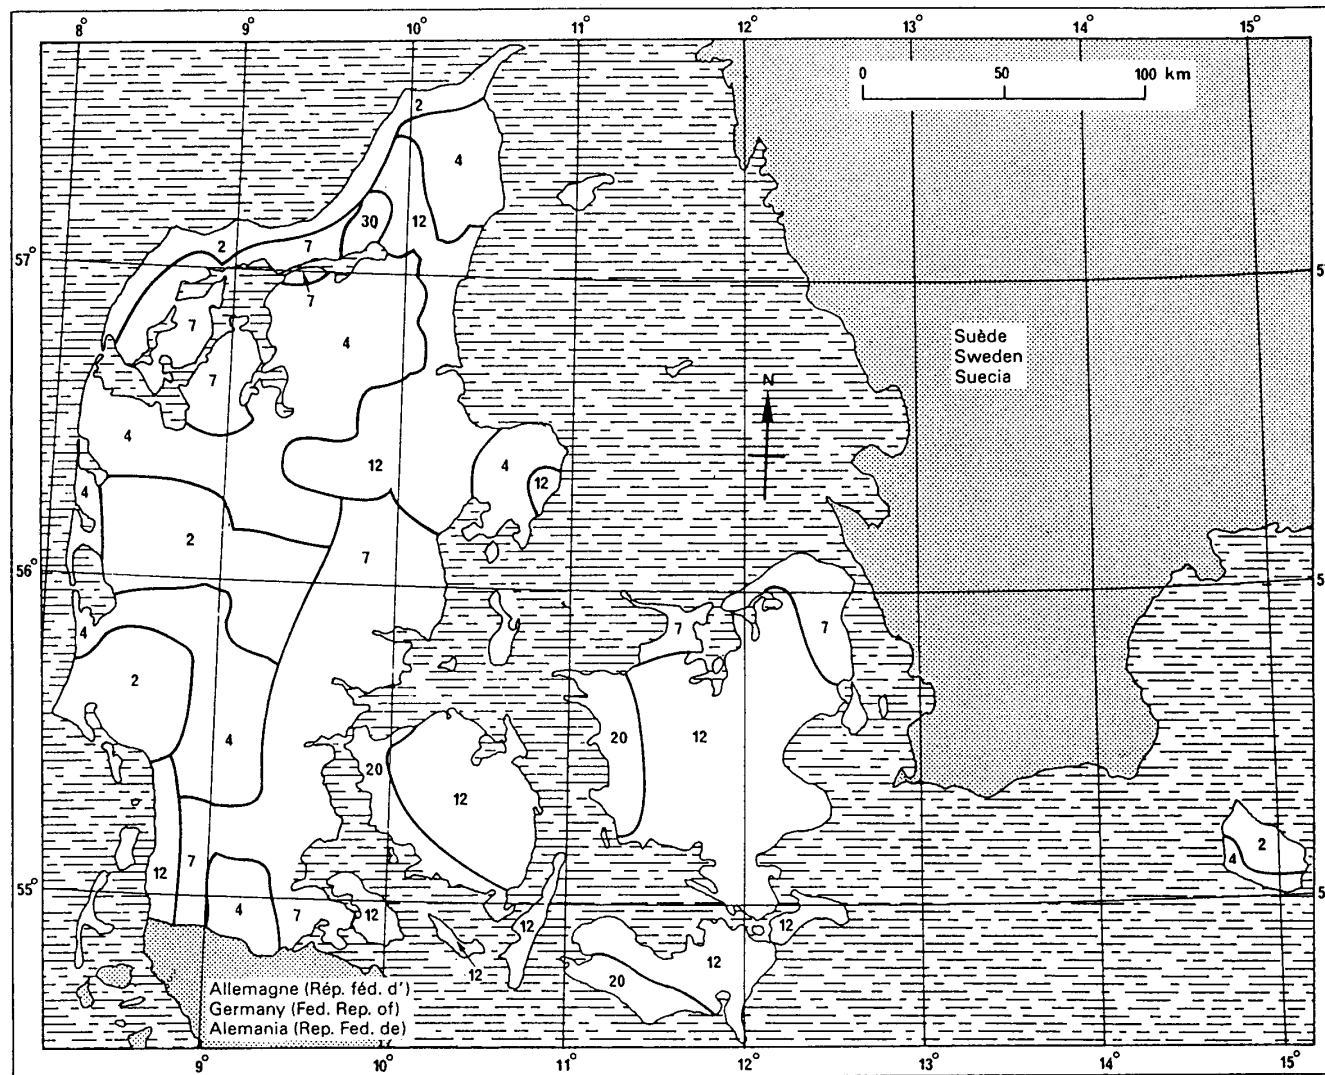 8° 9° 10° 11° 12° 13° 14° 15°
0 50 100 km
2
4
30 12
2 7
57° 5
7
7
4
Suède
Sweden
Suecia
7
N
4
12 4
12
4
2 7
56° 5
7 7
4
2
4 20 12
20
12
2
4
12 7
55° 5
4 7 12 12 12
12
12
20
Allemagne (Rép. féd. d')
Germany (Fed. Rep. of)
Alemania (Rep. Fed. de)
9° 10° 11° 12° 13° 14° 15°